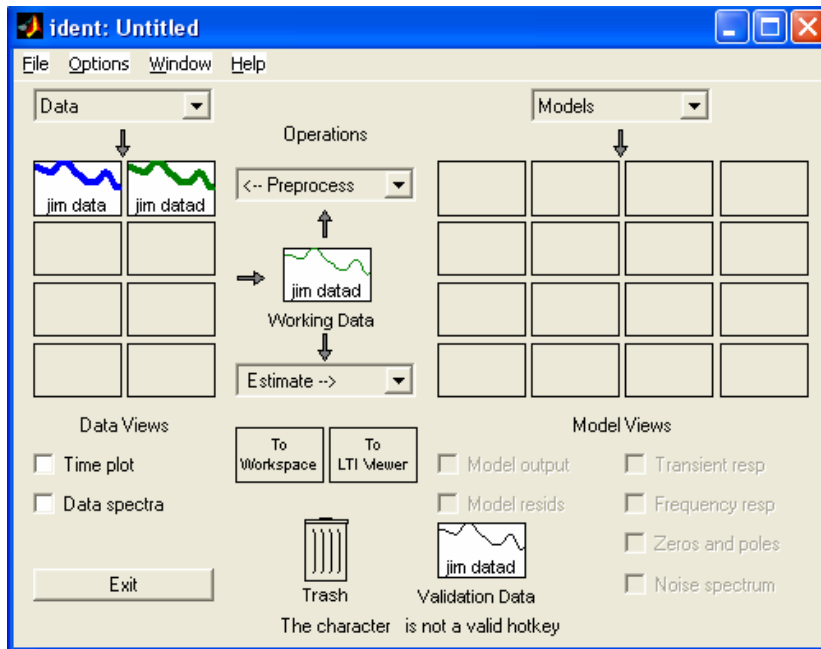 ident: Untitled
File Options Window Help
Data
Models
Operations
<-- Preprocess
jim data
jim datad
jim datad
Working Data
Estimate -->
Data Views
Model Views
To Workspace
To LTI Viewer
Time plot
Data spectra
Model output
Model resids
Transient resp
Frequency resp
Zeros and poles
Noise spectrum
Exit
Trash
jim datad
Validation Data
The character is not a valid hotkey